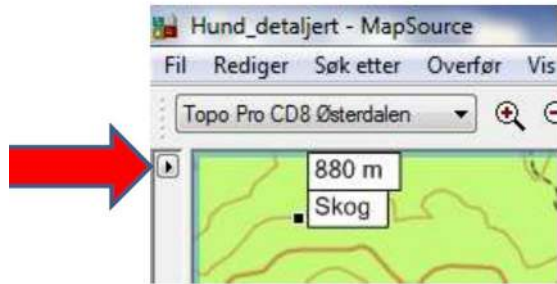 Hund_detaljert - MapSource
Fil Rediger Søk etter Overfør Vis
Topo Pro CD8 Østerdalen
880 m
Skog